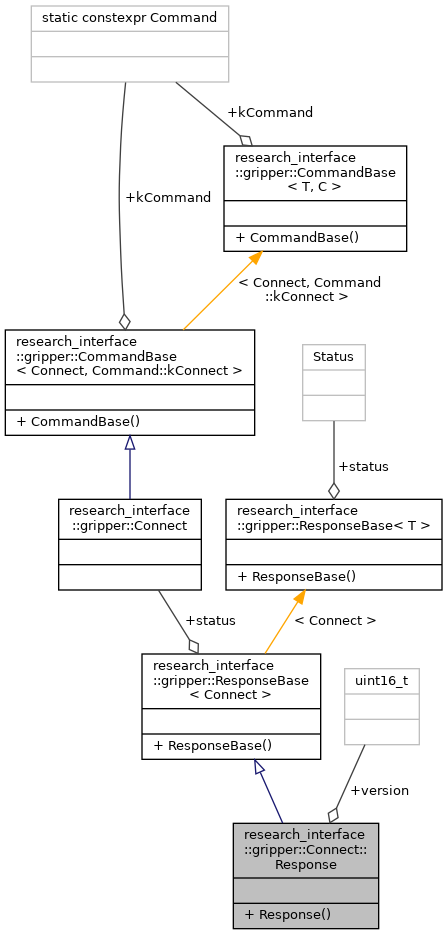 static constexpr Command
+kCommand
research_interface
::gripper::CommandBase
< T, C >
+ CommandBase()
+kCommand
< Connect, Command
::kConnect >
research_interface
::gripper::CommandBase
< Connect, Command::kConnect >
+ CommandBase()
Status
+status
research_interface
::gripper::Connect
research_interface
::gripper::ResponseBase< T >
+ ResponseBase()
+status
< Connect >
research_interface
::gripper::ResponseBase
< Connect >
+ ResponseBase()
uint16_t
+version
research_interface
::gripper::Connect::
Response
+ Response()